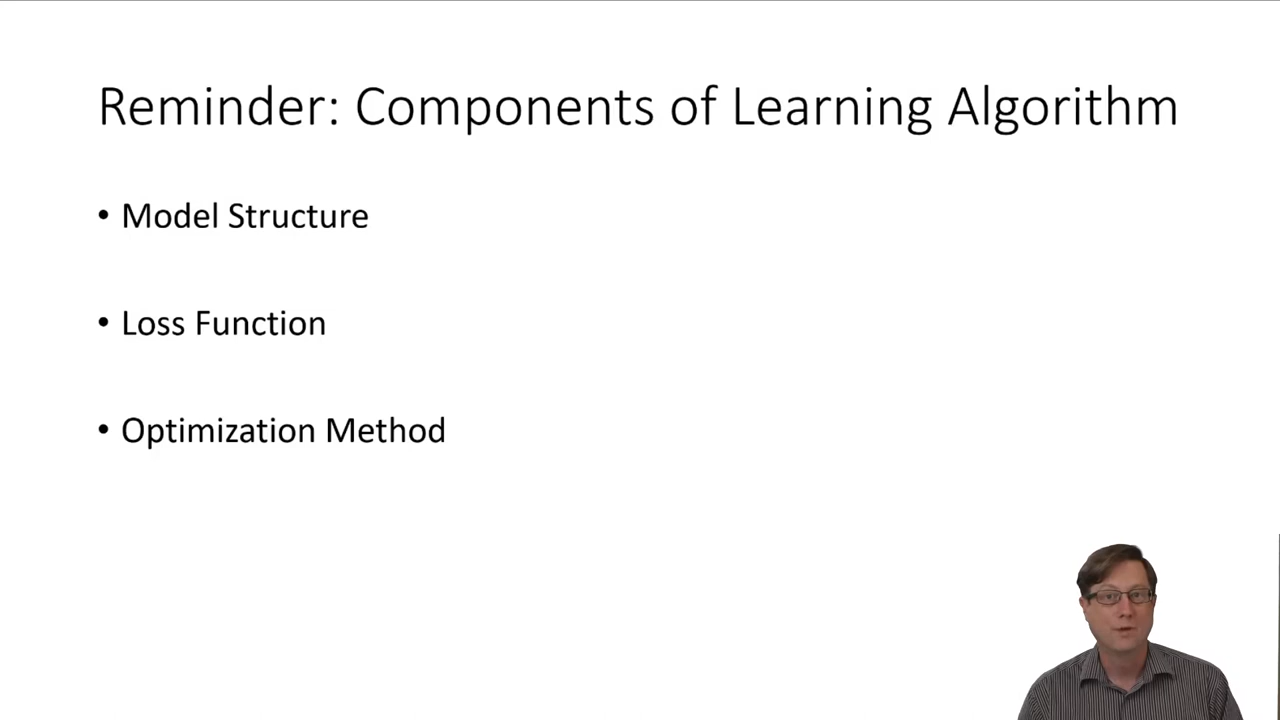 Reminder: Components of Learning Algorithm
• Model Structure
• Loss Function
• Optimization Method